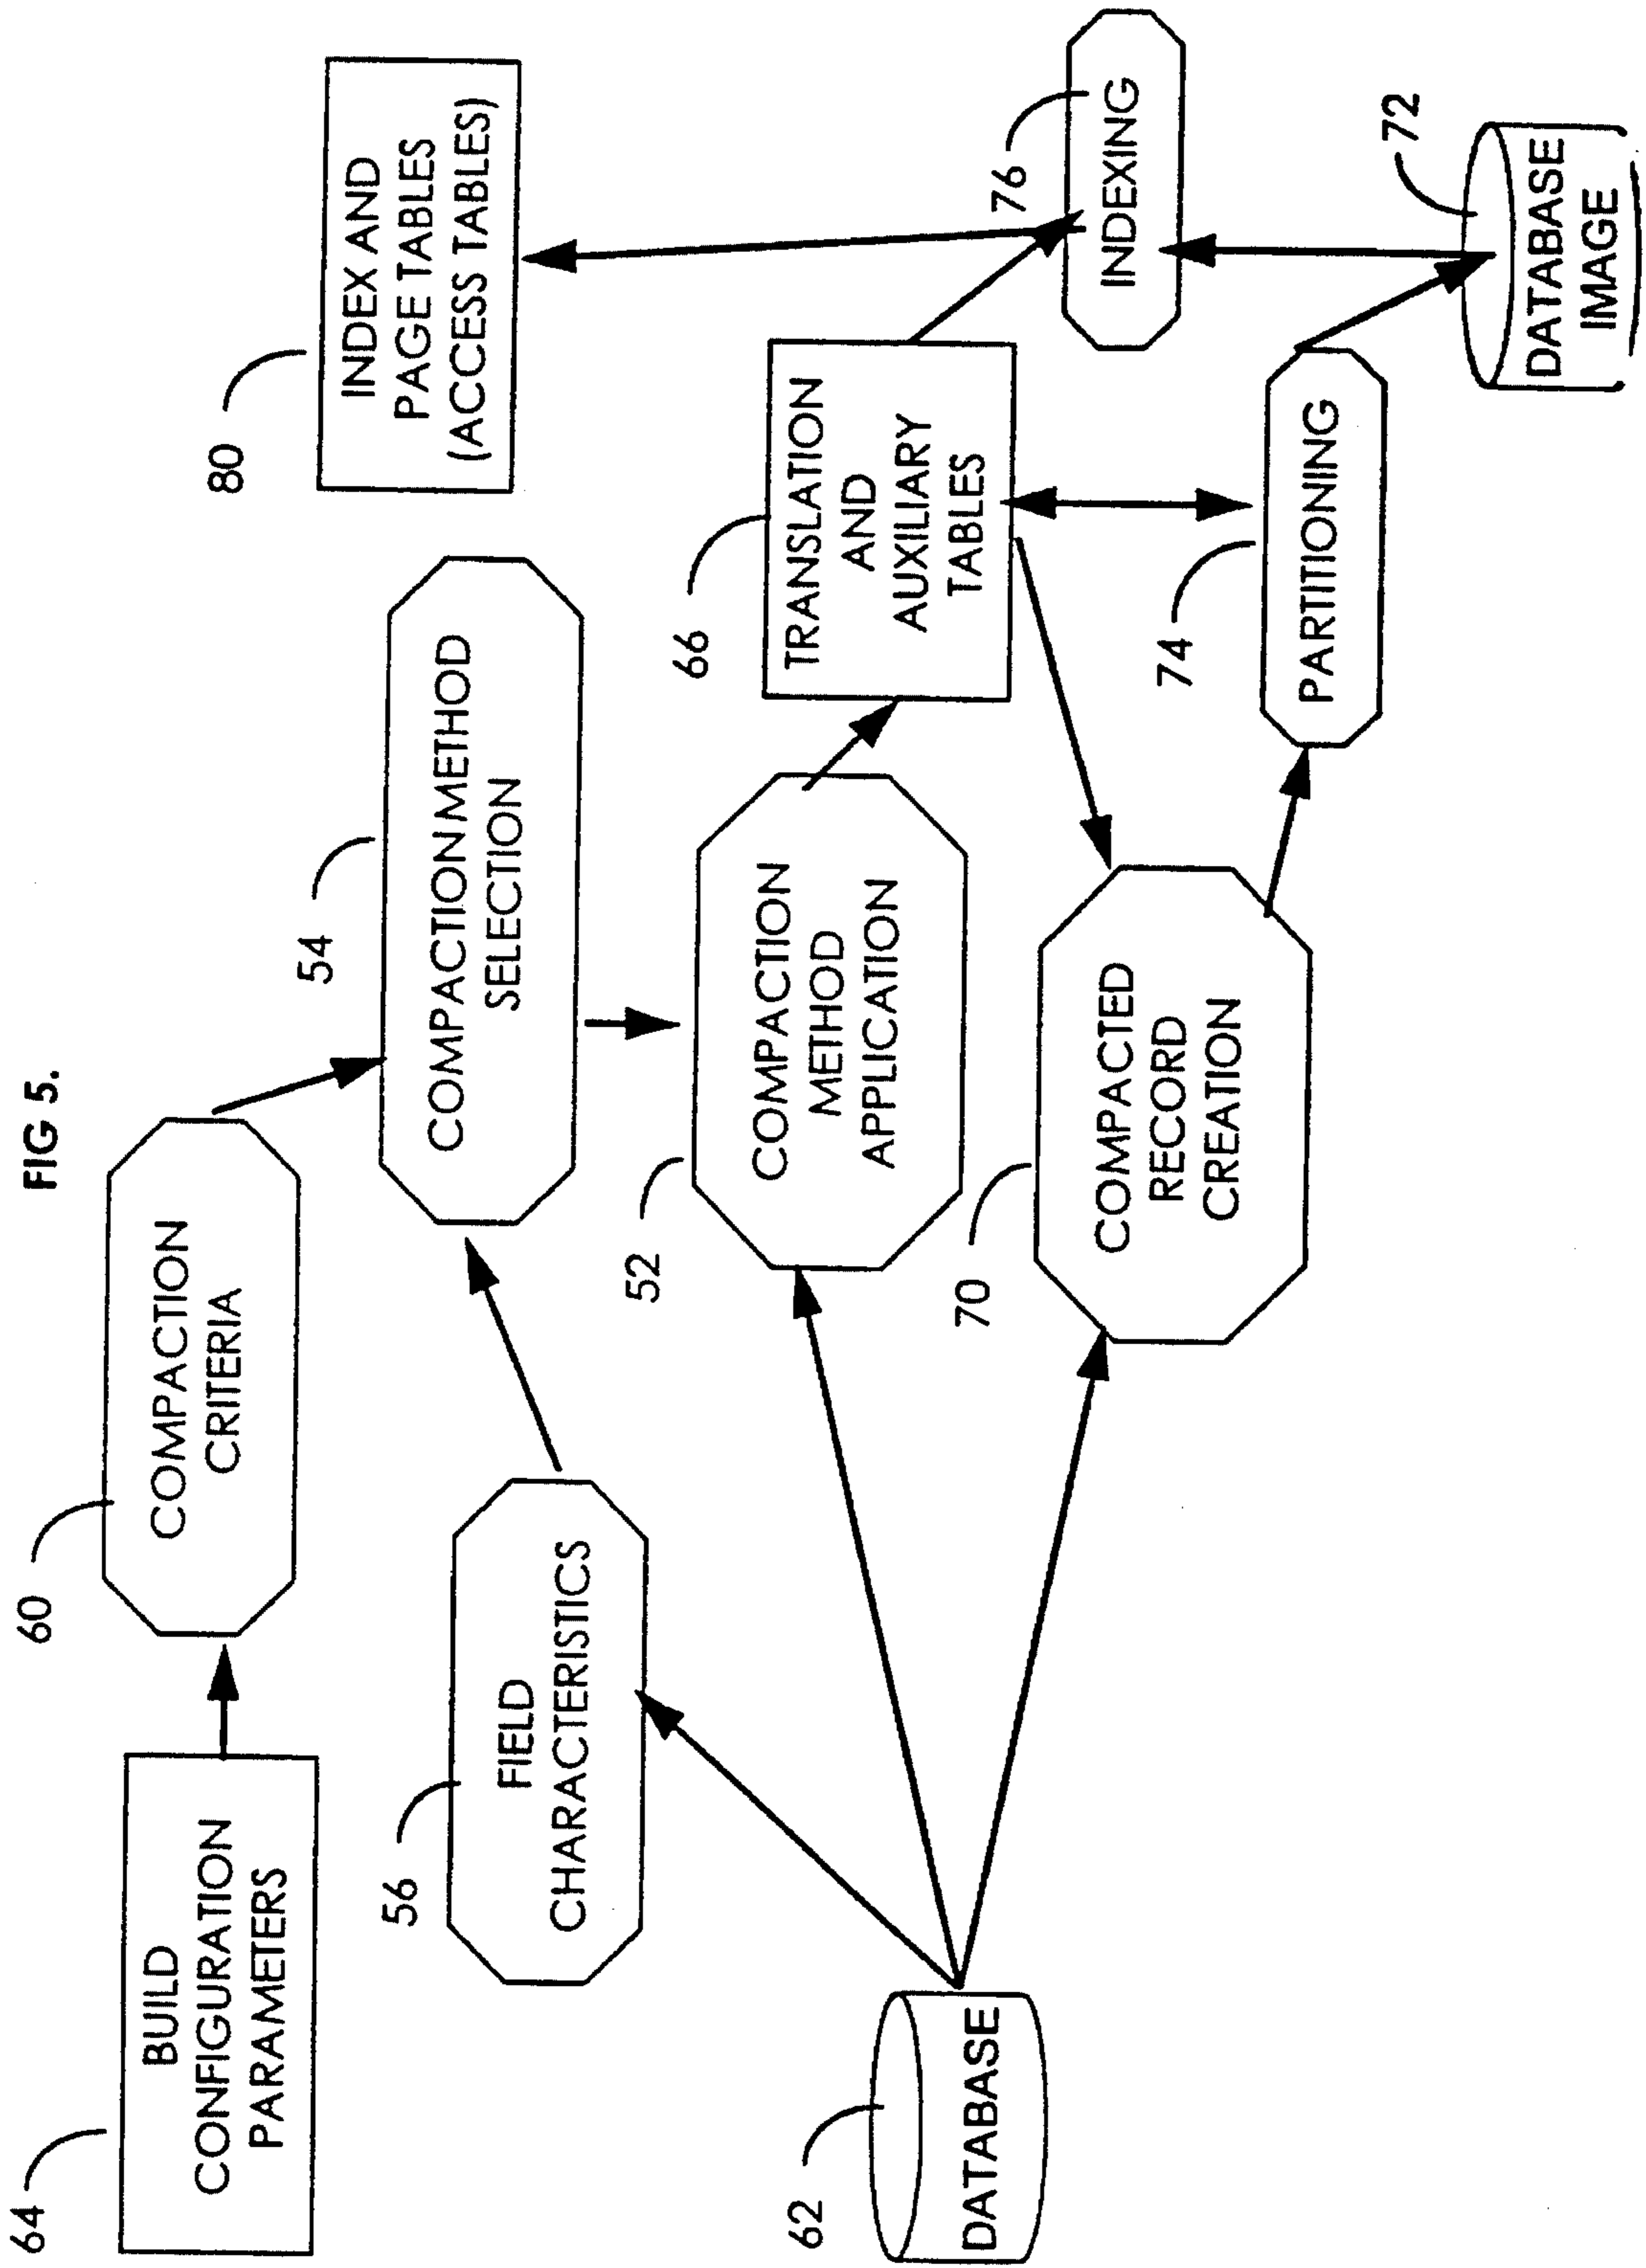 FIG 5.
64
BUILD
CONFIGURATION
PARAMETERS
60
COMPACTION
CRITERIA
54
COMPACTION METHOD
SELECTION
80
INDEX AND
PAGE TABLES
(ACCESS TABLES)
56
FIELD
CHARACTERISTICS
52
COMPACTION
METHOD
APPLICATION
66
TRANSLATION
AND
AUXILIARY
TABLES
62
DATABASE
70
COMPACTED
RECORD
CREATION
74
PARTITIONING
76
INDEXING
72
DATABASE
IMAGE